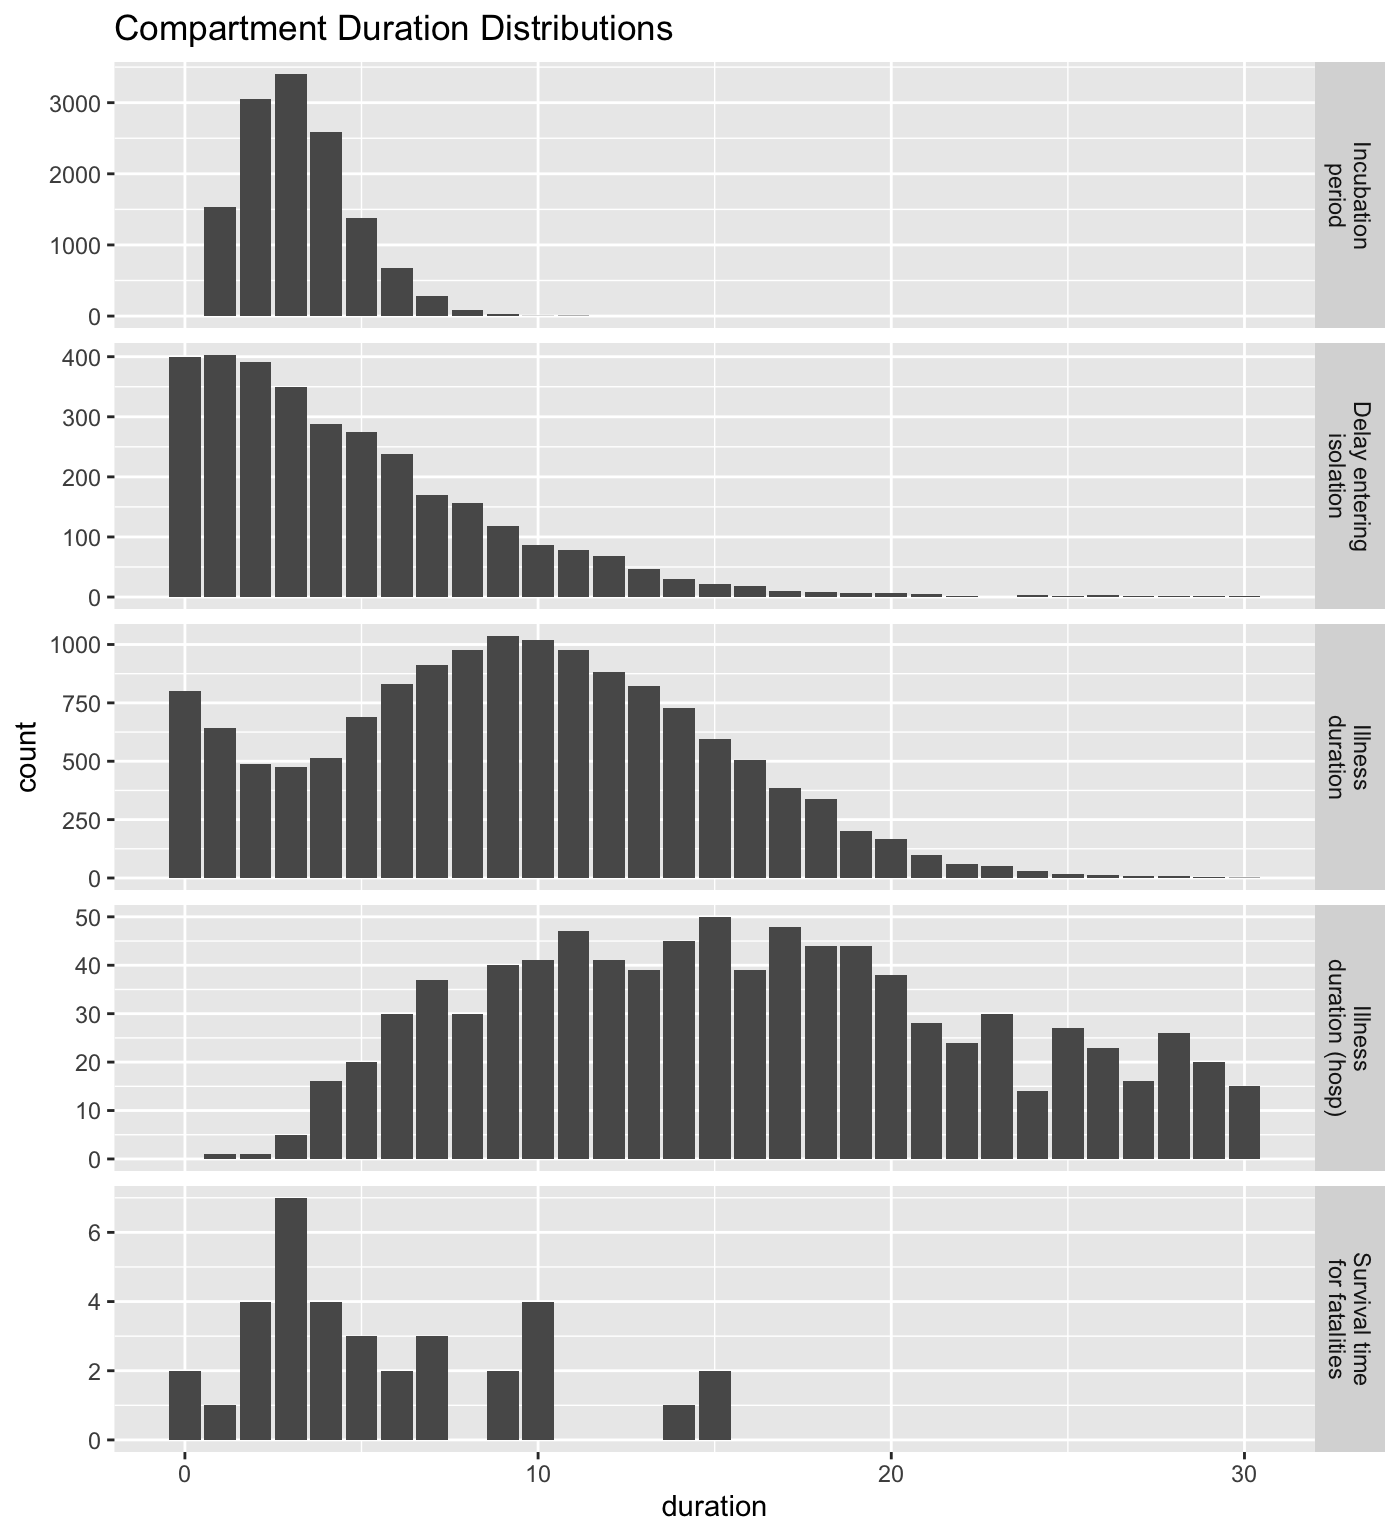 Compartment Duration Distributions
3000
2000
1000
0
Incubation
period
400
300
200
100
0
Delay entering
isolation
1000
750
500
250
0
Illness
duration
50
40
30
20
10
0
Illness
duration (hosp)
6
4
2
0
Survival time
for fatalities
count
0 10 20 30
duration